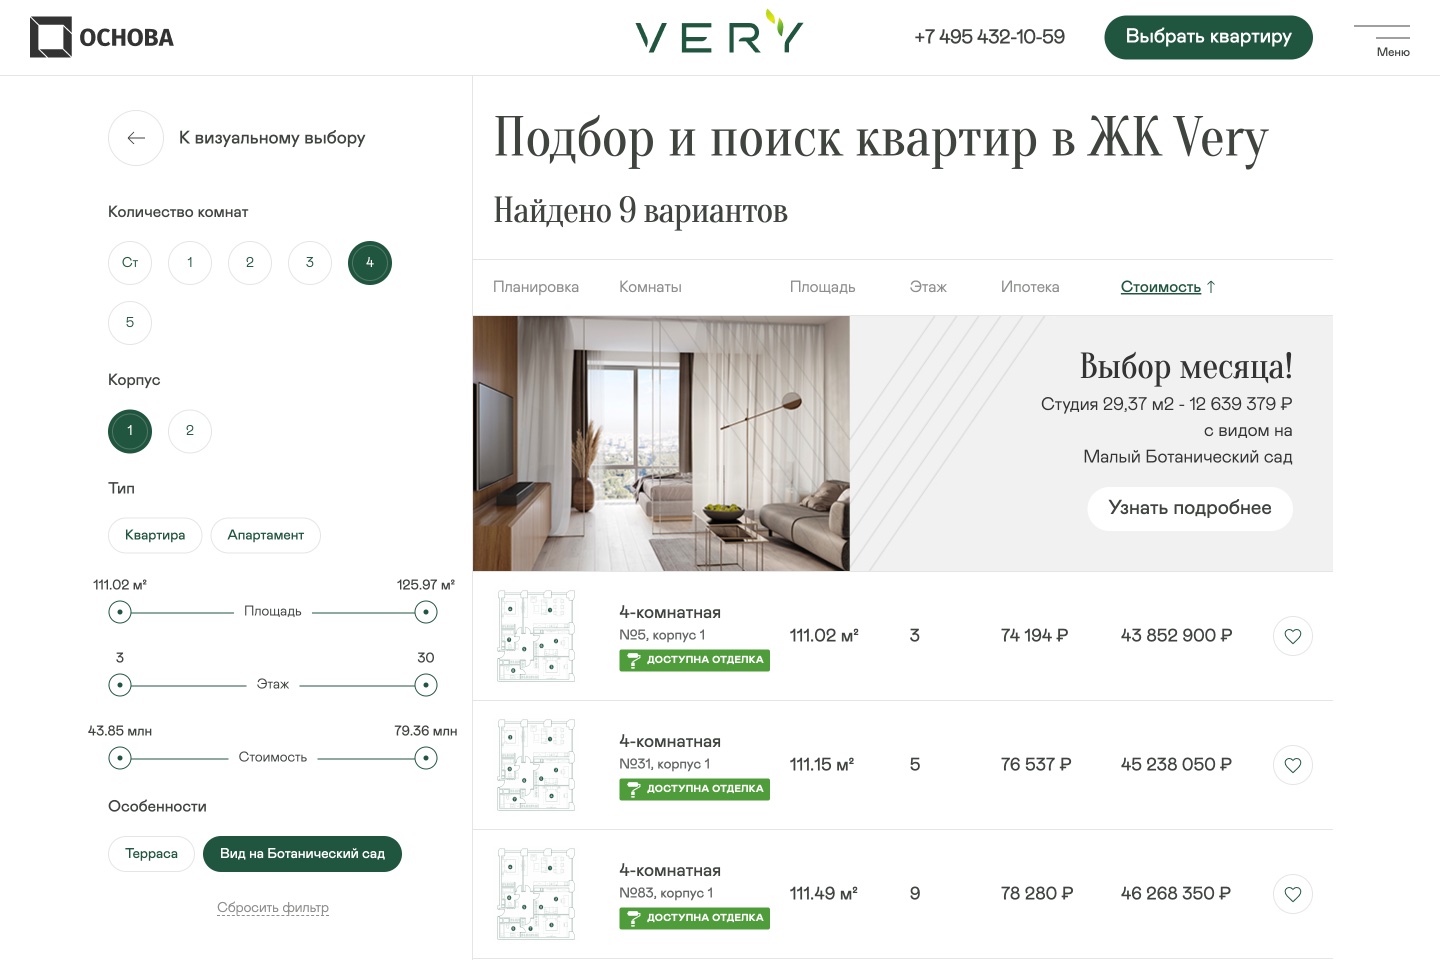 ОСНОВА
VERY
+7 495 432-10-59
Выбрать квартиру
Меню
К визуальному выбору
Количество комнат
Ст 1 2 3 4
5
Корпус
1 2
Тип
Квартира Апартамент
111.02 м² 125.97 м²
Площадь
3 30
Этаж
43.85 млн 79.36 млн
Стоимость
Особенности
Терраса Вид на Ботанический сад
Сбросить фильтр
Подбор и поиск квартир в ЖК Very
Найдено 9 вариантов
Планировка Комнаты Площадь Этаж Ипотека Стоимость ↑
Выбор месяца!
Студия 29,37 м2 - 12 639 379 ₽
с видом на
Малый Ботанический сад
Узнать подробнее
4-комнатная
№5, корпус 1
ДОСТУПНА ОТДЕЛКА
111.02 м² 3 74 194 ₽ 43 852 900 ₽
4-комнатная
№31, корпус 1
ДОСТУПНА ОТДЕЛКА
111.15 м² 5 76 537 ₽ 45 238 050 ₽
4-комнатная
№83, корпус 1
ДОСТУПНА ОТДЕЛКА
111.49 м² 9 78 280 ₽ 46 268 350 ₽